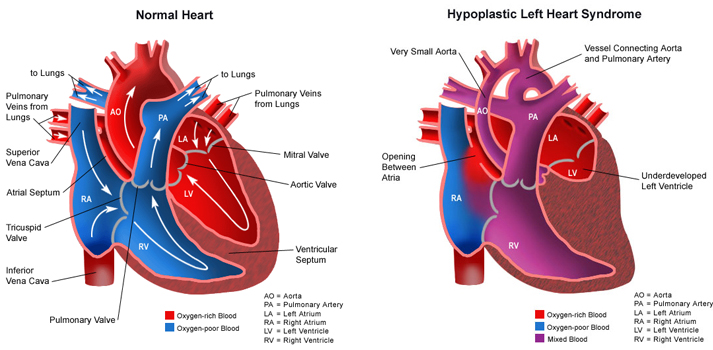 Normal Heart
to Lungs
to Lungs
Pulmonary
Veins from
Lungs
Pulmonary Veins
from Lungs
Superior
Vena Cava
Mitral Valve
Atrial Septum
Aortic Valve
Tricuspid
Valve
Ventricular
Septum
Inferior
Vena Cava
Pulmonary Valve
AO
PA
LA
LV
RA
RV
Oxygen-rich Blood
Oxygen-poor Blood
AO = Aorta
PA = Pulmonary Artery
LA = Left Atrium
RA = Right Atrium
LV = Left Ventricle
RV = Right Ventricle
Hypoplastic Left Heart Syndrome
Very Small Aorta
Vessel Connecting Aorta
and Pulmonary Artery
Opening
Between
Atria
Underdeveloped
Left Ventricle
AO
PA
LA
LV
RA
RV
Oxygen-rich Blood
Oxygen-poor Blood
Mixed Blood
AO = Aorta
PA = Pulmonary Artery
LA = Left Atrium
RA = Right Atrium
LV = Left Ventricle
RV = Right Ventricle